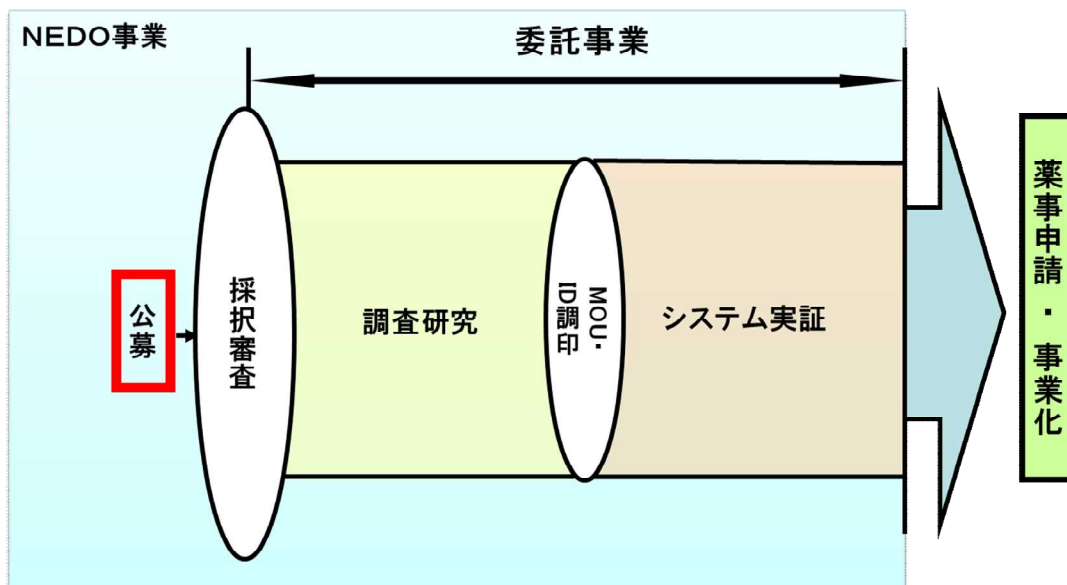 NEDO事業
委託事業
公募
採択審査
調査研究
MOU・
ID調印
システム実証
薬事申請・事業化